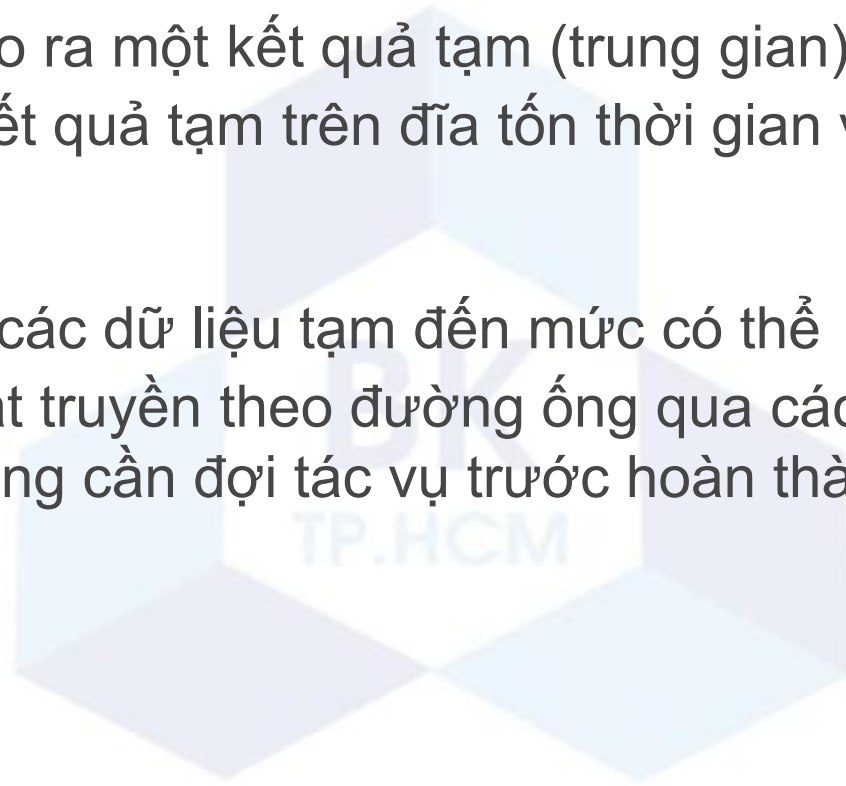 o ra một kết quả tạm (trung gian)
ết quả tạm trên đĩa tốn thời gian
các dữ liệu tạm đến mức có thể
truyền theo đường ống qua các
ng cần đợi tác vụ trước hoàn thà
BK
TP.HCM